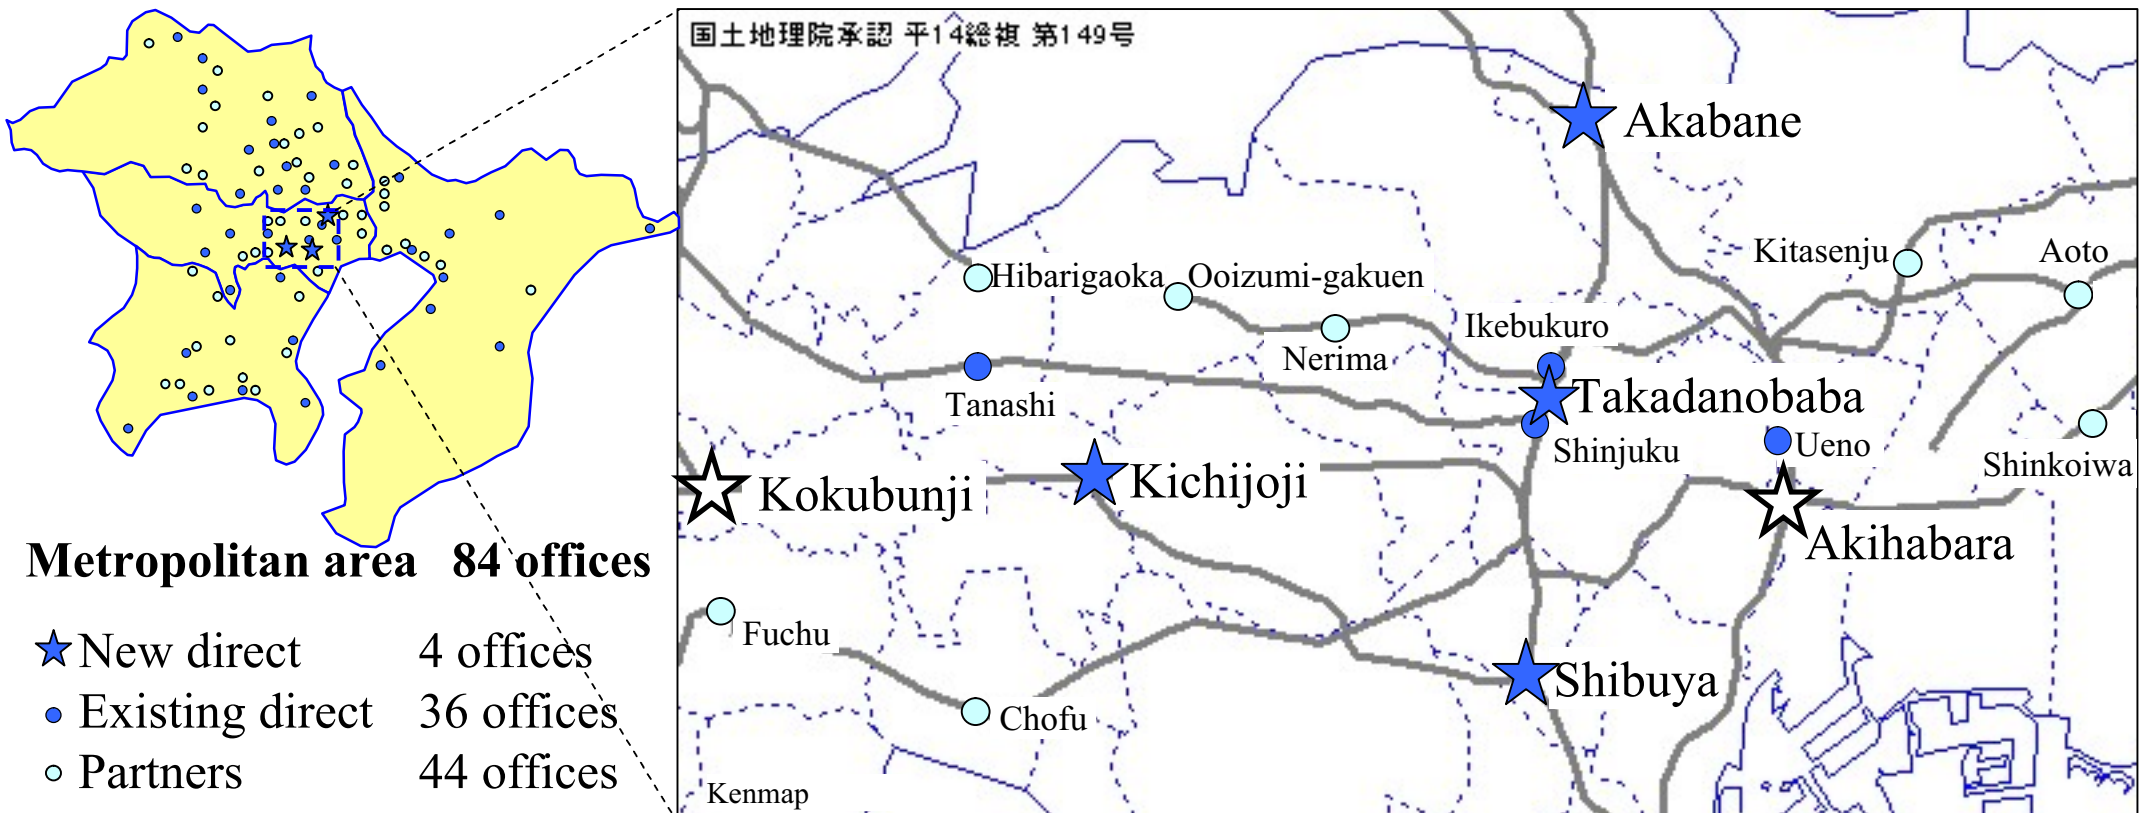 国土地理院承認 平14総複 第149号
Akabane
Kitasenju
Aoto
Hibarigaoka
Ooizumi-gakuen
Ikebukuro
Nerima
Takadanobaba
Tanashi
Shinjuku
Ueno
Shinkoiwa
Kokubunji
Kichijoji
Akihabara
Fuchu
Shibuya
Chofu
Kenmap
Metropolitan area 84 offices
New direct 4 offices
Existing direct 36 offices
Partners 44 offices